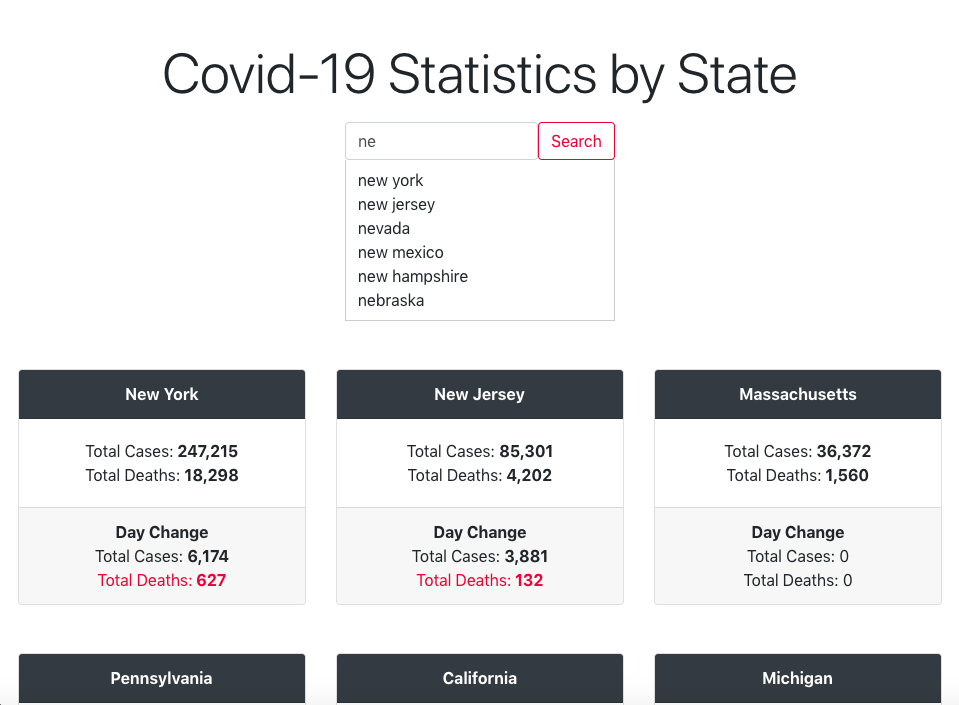 Covid-19 Statistics by State
ne
Search
new york
new jersey
nevada
new mexico
new hampshire
nebraska
New York
Total Cases: 247,215
Total Deaths: 18,298
Day Change
Total Cases: 6,174
Total Deaths: 627
New Jersey
Total Cases: 85,301
Total Deaths: 4,202
Day Change
Total Cases: 3,881
Total Deaths: 132
Massachusetts
Total Cases: 36,372
Total Deaths: 1,560
Day Change
Total Cases: 0
Total Deaths: 0
Pennsylvania
California
Michigan